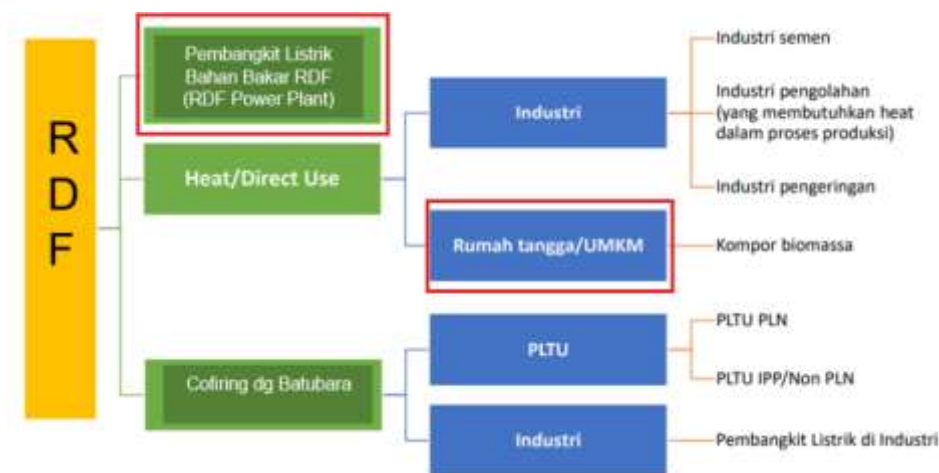 RDF
Pembangkit Listrik
Bahan Bakar RDF
(RDF Power Plant)
Heat/Direct Use
Cofiring dg Batubara
Industri
Rumah tangga/UMKM
PLTU
Industri
Industri semen
Industri pengolahan
(yang membutuhkan heat
dalam proses produksi)
Industri pengeringan
Kompor biomassa
PLTU PLN
PLTU IPP/Non PLN
Pembangkit Listrik di Industri